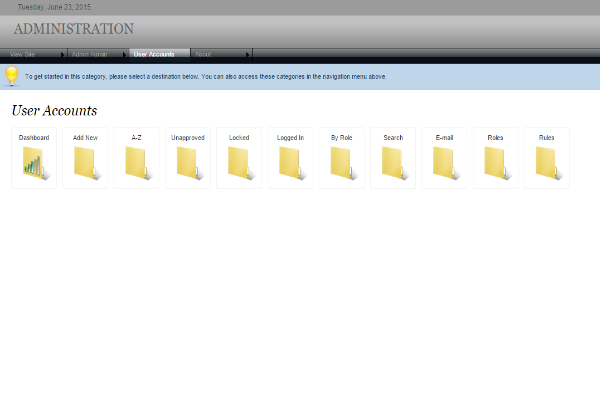 Tuesday, June 23, 2015
ADMINISTRATION
View Site Admin Admin User Accounts About
To get started in this category, please select a destination below. You can also access these categories in the navigation menu above.
User Accounts
Dashboard Add New A-Z Unapproved Locked Logged In By Role Search E-mail Roles Rules